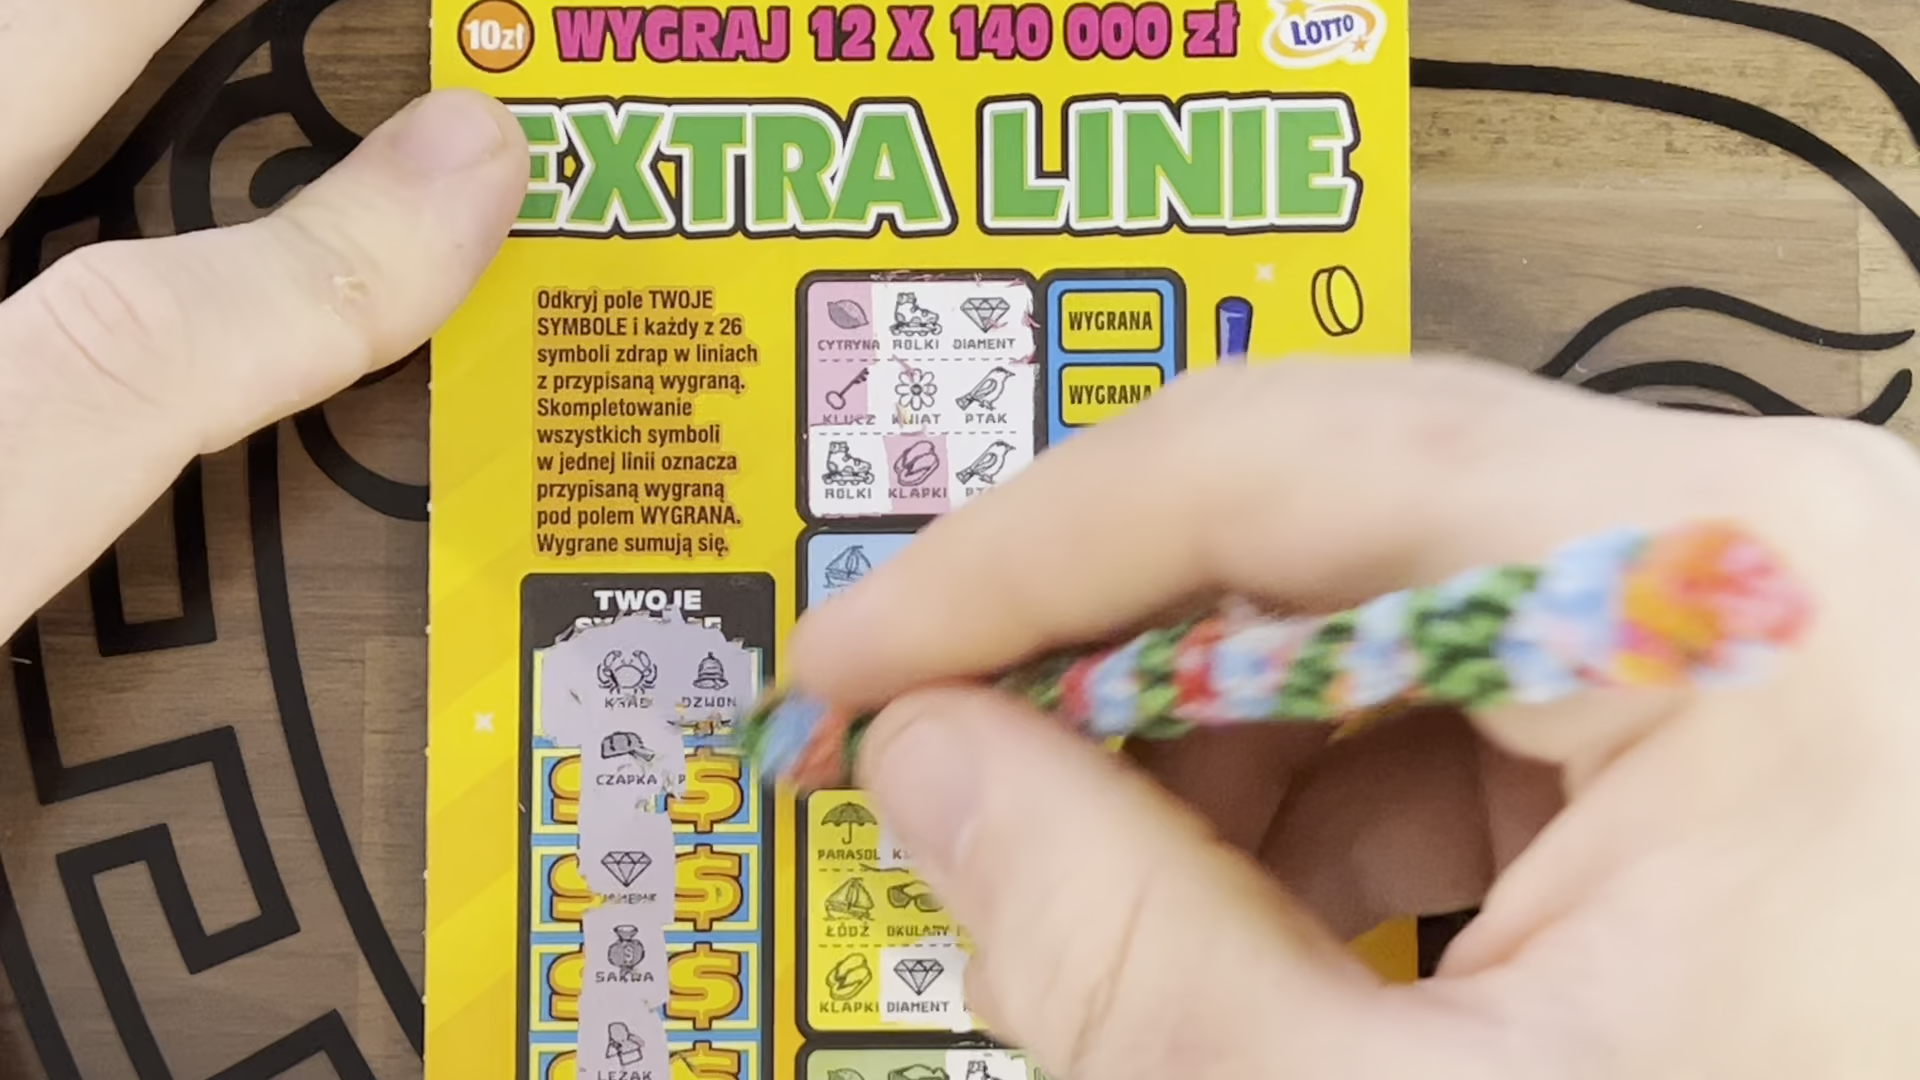 10zł WYGRAJ 12 X 140 000 zł LOTTO
EXTRA LINIE
Odkryj pole TWOJE
SYMBOLE i każdy z 26
symboli zdrap w liniach
z przypisaną wygraną.
Skompletowanie
wszystkich symboli
w jednej linii oznacza
przypisaną wygraną
pod polem WYGRANA.
Wygrane sumują się.
CYTRYNA ROLKI DIAMENT
WYGRANA
KLUCZ KWIAT PTAK
WYGRANA
ROLKI KLAPKI
TWOJE
KRAB DZWON
CZAPKA
SAKWA
LEŻAK
PARASOL
ŁÓDŹ OKULARY
KLAPKI DIAMENT